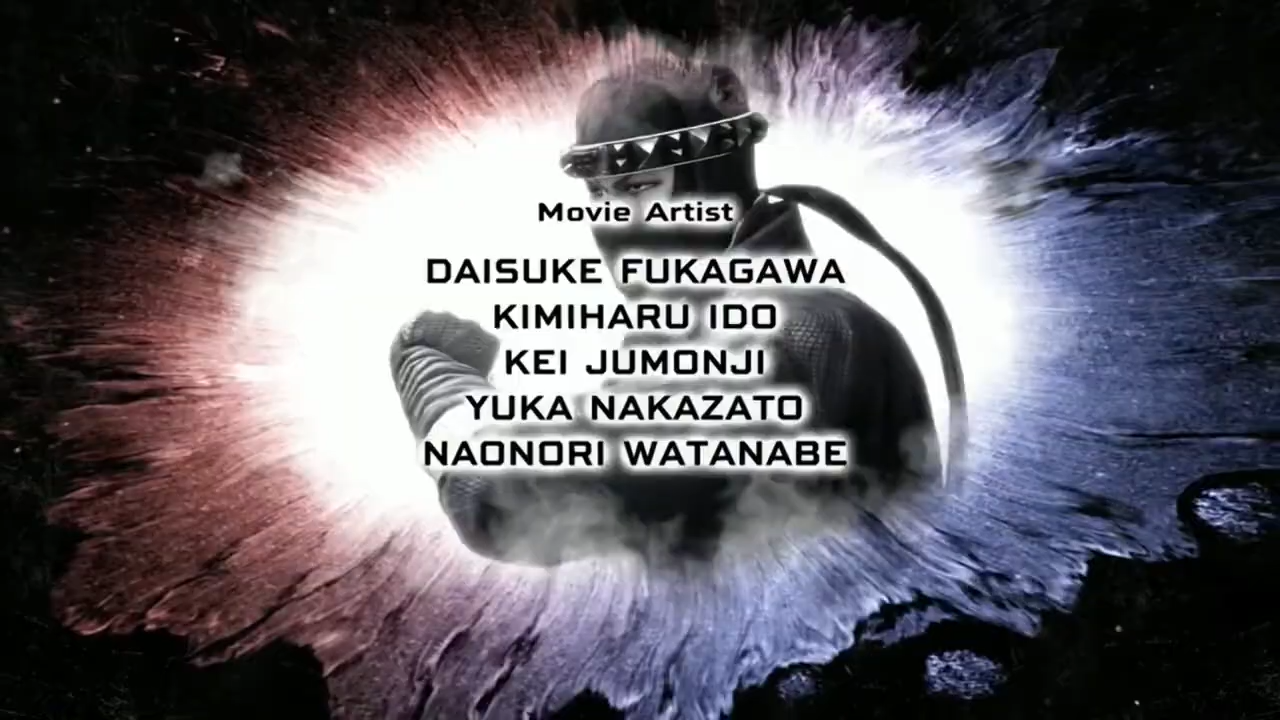 Movie Artist
DAISUKE FUKAGAWA
KIMIHARU IDO
KEI JUMONJI
YUKA NAKAZATO
NAONORI WATANABE